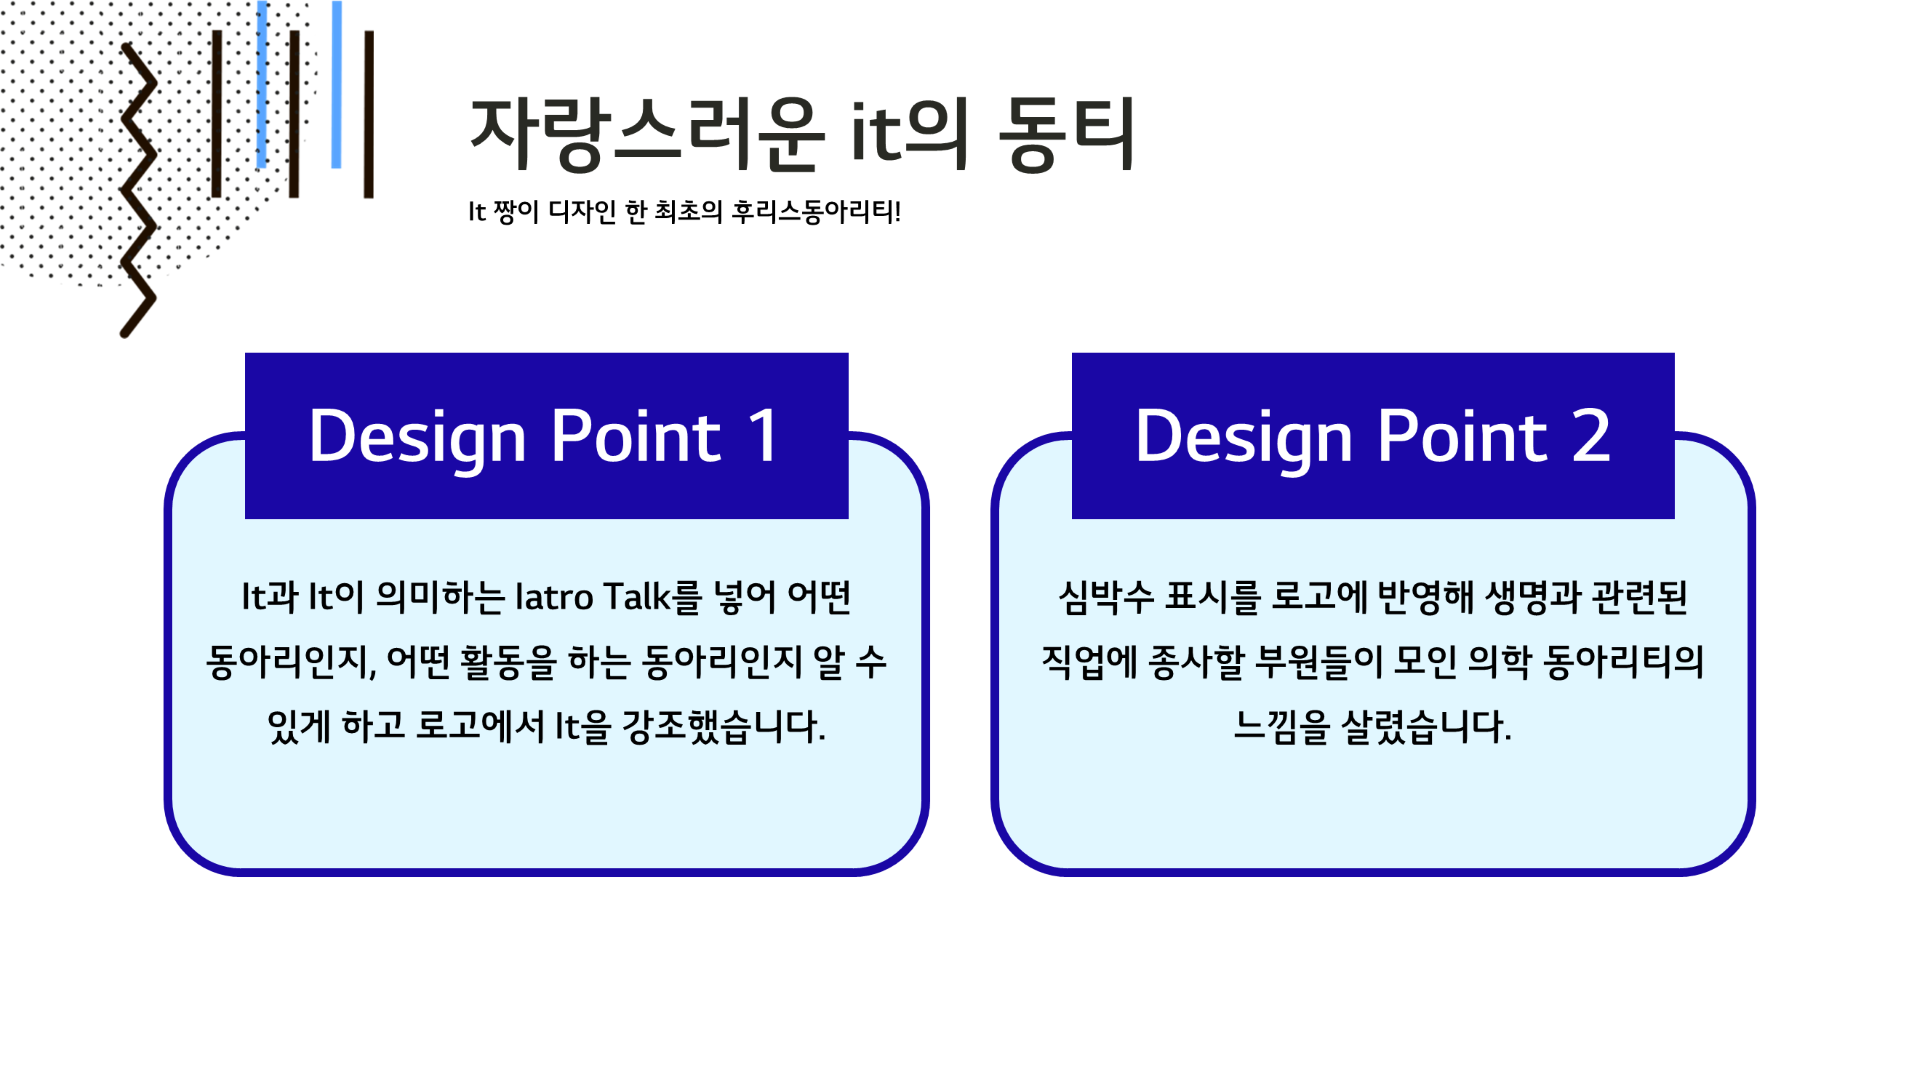 자랑스러운 it의 동티
It 짱이 디자인 한 최초의 후리스동아리티!
Design Point 1
It과 It이 의미하는 Iatro Talk를 넣어 어떤
동아리인지, 어떤 활동을 하는 동아리인지 알 수
있게 하고 로고에서 It을 강조했습니다.
Design Point 2
심박수 표시를 로고에 반영해 생명과 관련된
직업에 종사할 부원들이 모인 의학 동아리티의
느낌을 살렸습니다.